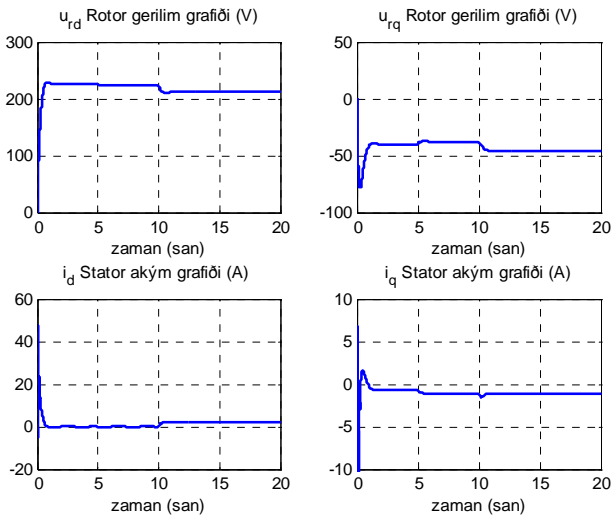 u_rd Rotor gerilim grafiði (V)
300
200
100
0
0 5 10 15 20
zaman (san)
u_rq Rotor gerilim grafiði (V)
50
0
-50
-100
0 5 10 15 20
zaman (san)
i_d Stator akým grafiði (A)
60
40
20
0
-20
0 5 10 15 20
zaman (san)
i_q Stator akým grafiði (A)
10
5
0
-5
-10
0 5 10 15 20
zaman (san)